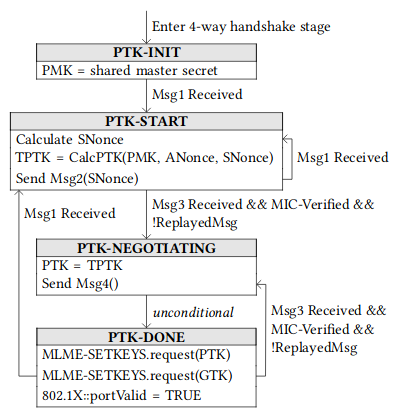 Enter 4-way handshake stage
PTK-INIT
PMK = shared master secret
Msg1 Received
PTK-START
Calculate SNonce
TPTK = CalcPTK(PMK, ANonce, SNonce)
Send Msg2(SNonce)
Msg1 Received
Msg1 Received
Msg3 Received && MIC-Verified &&
!ReplayedMsg
PTK-NEGOTIATING
PTK = TPTK
Send Msg4()
unconditional
Msg3 Received &&
MIC-Verified &&
!ReplayedMsg
PTK-DONE
MLME-SETKEYS.request(PTK)
MLME-SETKEYS.request(GTK)
802.1X::portValid = TRUE